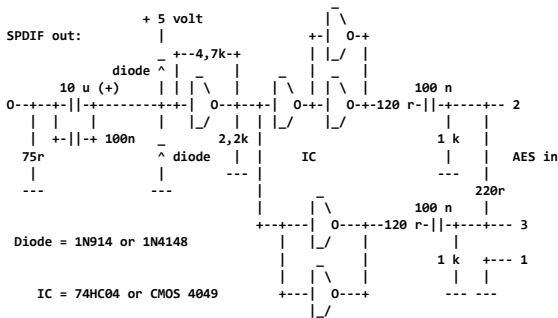 + 5 volt
SPDIF out:
+--4,7k-+
diode
10 u (+)
100 n
120 r
2
100n
2,2k
1 k
75r
diode
IC
AES in
220r
100 n
120 r
3
Diode = 1N914 or 1N4148
1 k
1
IC = 74HC04 or CMOS 4049